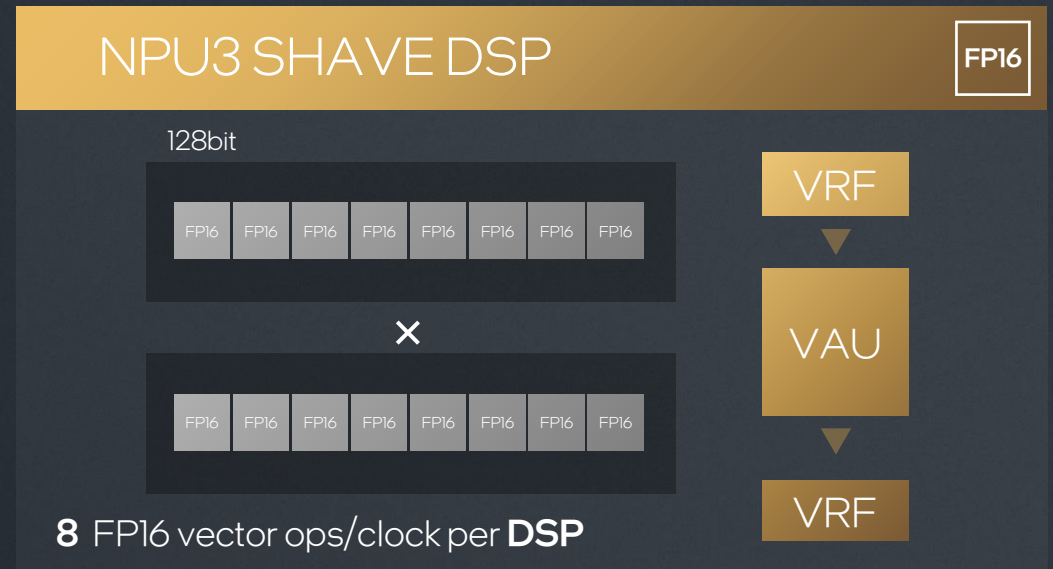 NPU3 SHAVE DSP
FP16
128bit
FP16 FP16 FP16 FP16 FP16 FP16 FP16 FP16
×
FP16 FP16 FP16 FP16 FP16 FP16 FP16 FP16
8 FP16 vector ops/clock per DSP
VRF
VAU
VRF